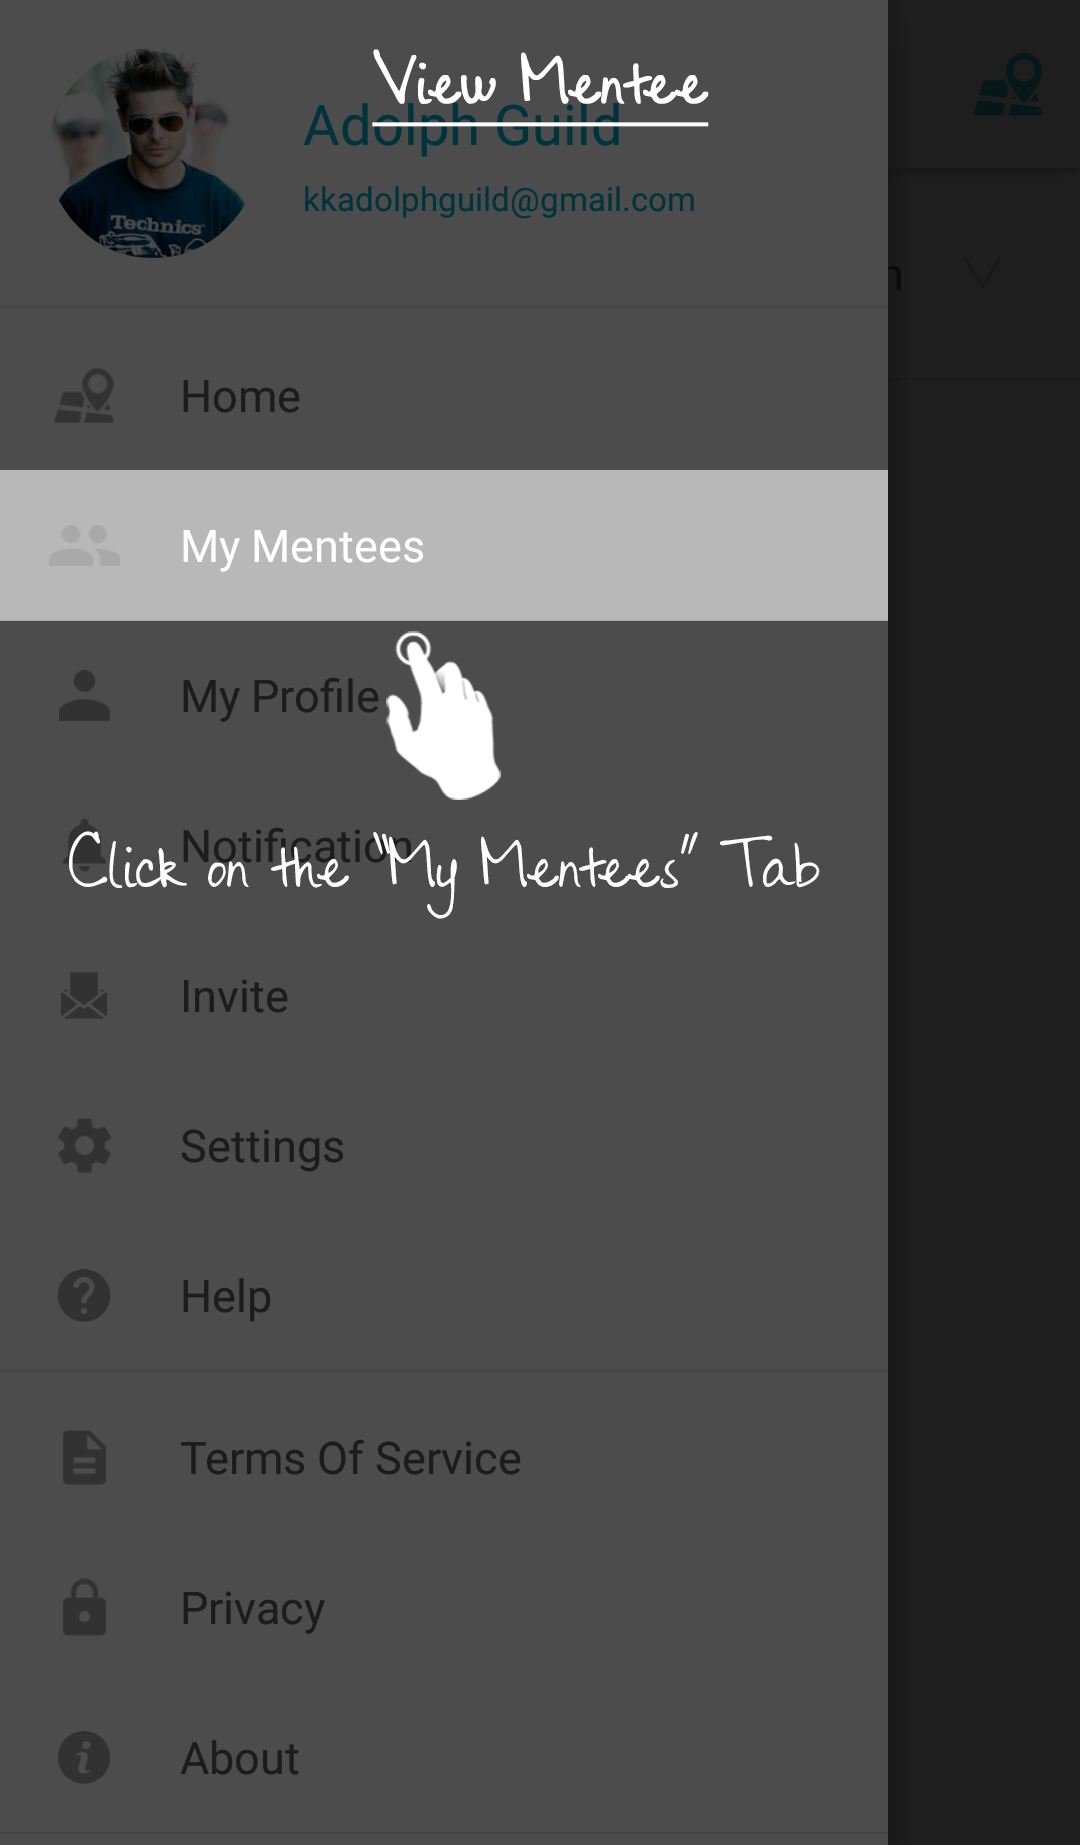 View Mentee
Adolph Guild
kkadolphguild@gmail.com
Technics
Home
My Mentees
My Profile
Notification
Click on the "My Mentees" Tab
Invite
Settings
Help
Terms Of Service
Privacy
About